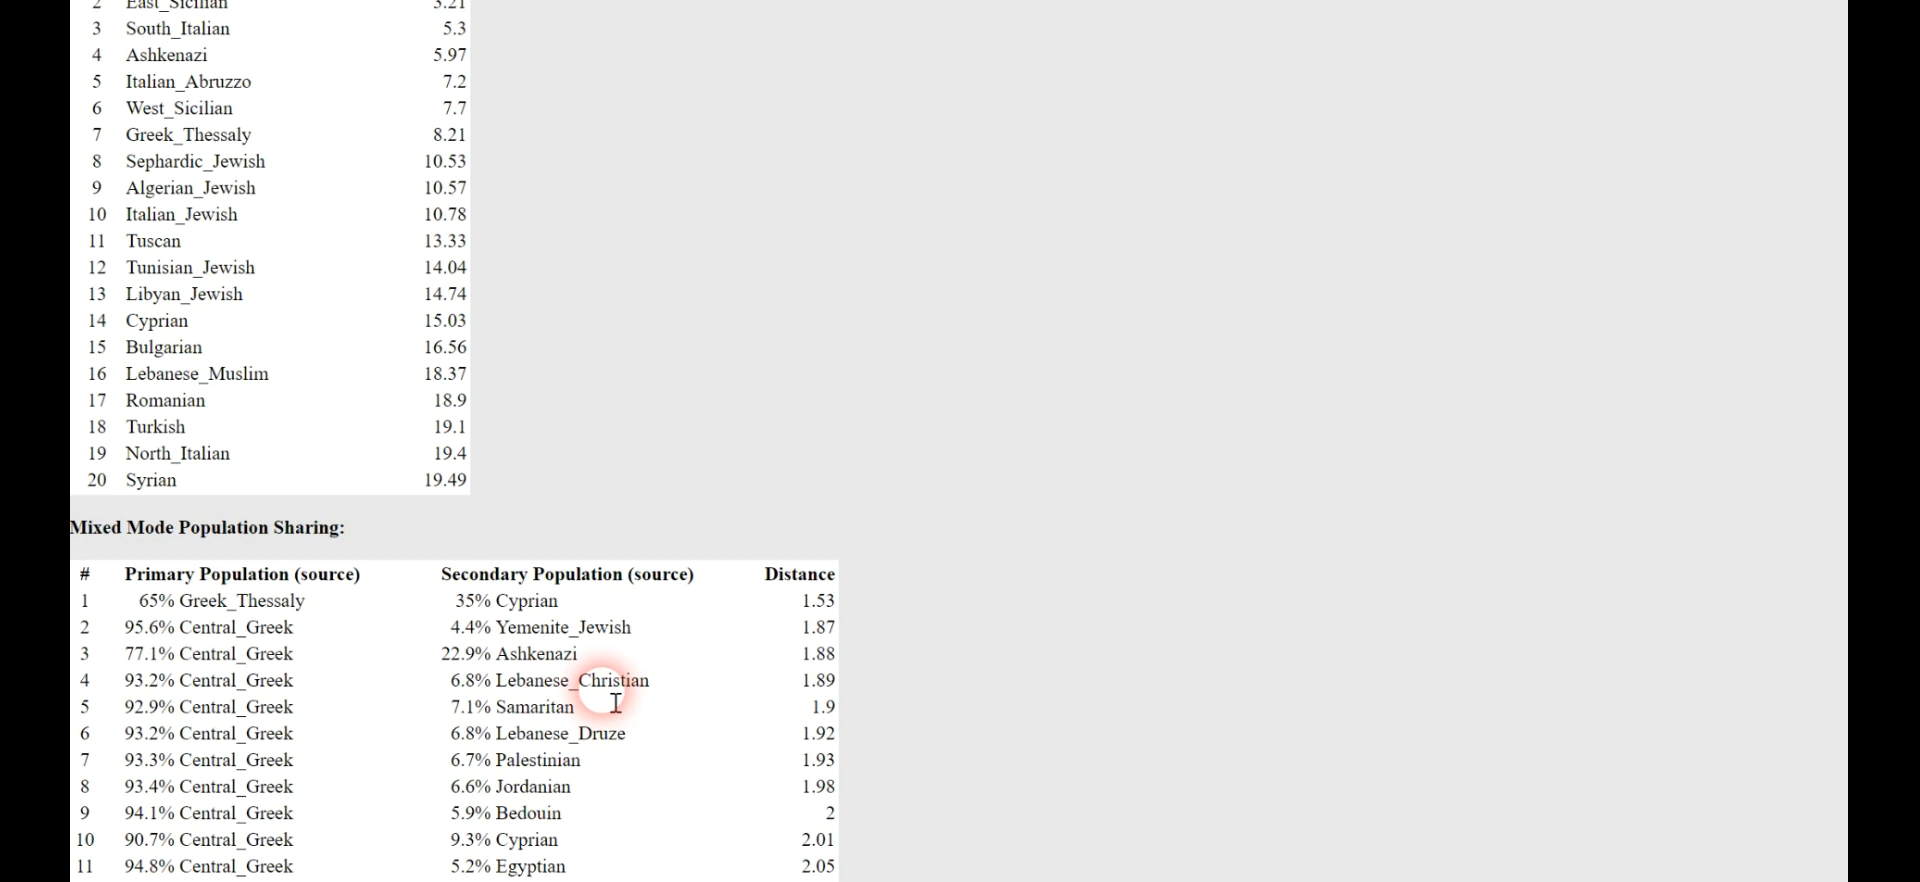 2 East_Sicilian 3.21
3 South_Italian 5.3
4 Ashkenazi 5.97
5 Italian_Abruzzo 7.2
6 West_Sicilian 7.7
7 Greek_Thessaly 8.21
8 Sephardic_Jewish 10.53
9 Algerian_Jewish 10.57
10 Italian_Jewish 10.78
11 Tuscan 13.33
12 Tunisian_Jewish 14.04
13 Libyan_Jewish 14.74
14 Cyprian 15.03
15 Bulgarian 16.56
16 Lebanese_Muslim 18.37
17 Romanian 18.9
18 Turkish 19.1
19 North_Italian 19.4
20 Syrian 19.49
Mixed Mode Population Sharing:
# Primary Population (source) Secondary Population (source) Distance
1 65% Greek_Thessaly 35% Cyprian 1.53
2 95.6% Central_Greek 4.4% Yemenite_Jewish 1.87
3 77.1% Central_Greek 22.9% Ashkenazi 1.88
4 93.2% Central_Greek 6.8% Lebanese_Christian 1.89
5 92.9% Central_Greek 7.1% Samaritan 1.9
6 93.2% Central_Greek 6.8% Lebanese_Druze 1.92
7 93.3% Central_Greek 6.7% Palestinian 1.93
8 93.4% Central_Greek 6.6% Jordanian 1.98
9 94.1% Central_Greek 5.9% Bedouin 2
10 90.7% Central_Greek 9.3% Cyprian 2.01
11 94.8% Central_Greek 5.2% Egyptian 2.05